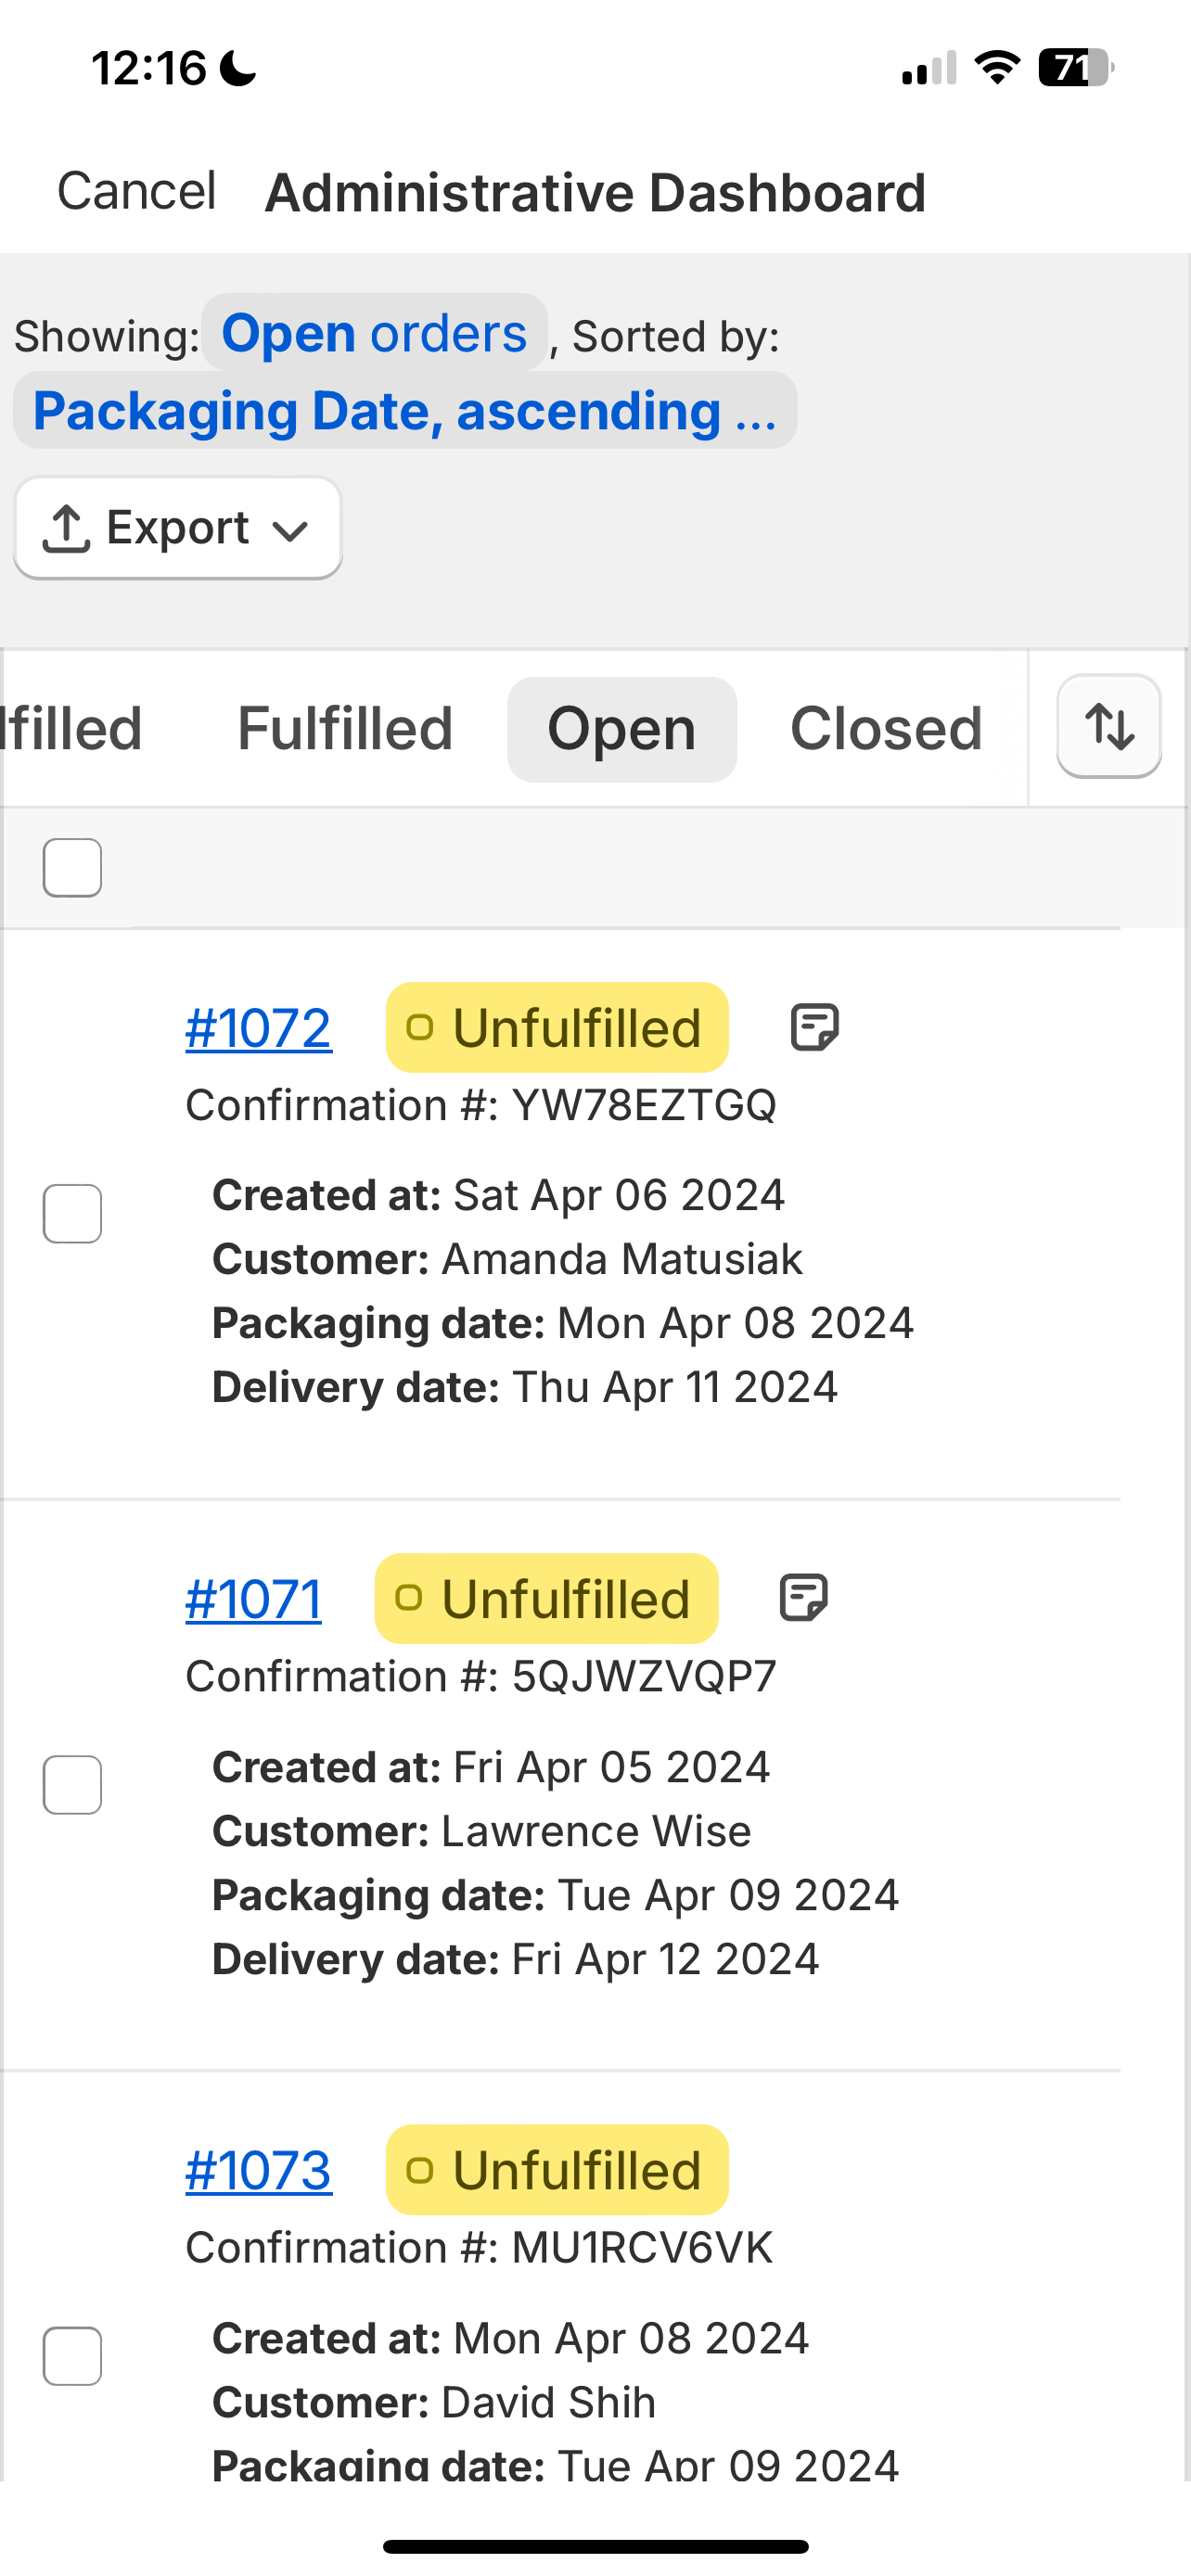 12:16
71
Cancel Administrative Dashboard
Showing: Open orders , Sorted by:
Packaging Date, ascending ...
Export
lfilled Fulfilled Open Closed
#1072 Unfulfilled
Confirmation #: YW78EZTGQ
Created at: Sat Apr 06 2024
Customer: Amanda Matusiak
Packaging date: Mon Apr 08 2024
Delivery date: Thu Apr 11 2024
#1071 Unfulfilled
Confirmation #: 5QJWZVQP7
Created at: Fri Apr 05 2024
Customer: Lawrence Wise
Packaging date: Tue Apr 09 2024
Delivery date: Fri Apr 12 2024
#1073 Unfulfilled
Confirmation #: MU1RCV6VK
Created at: Mon Apr 08 2024
Customer: David Shih
Packaging date: Tue Apr 09 2024